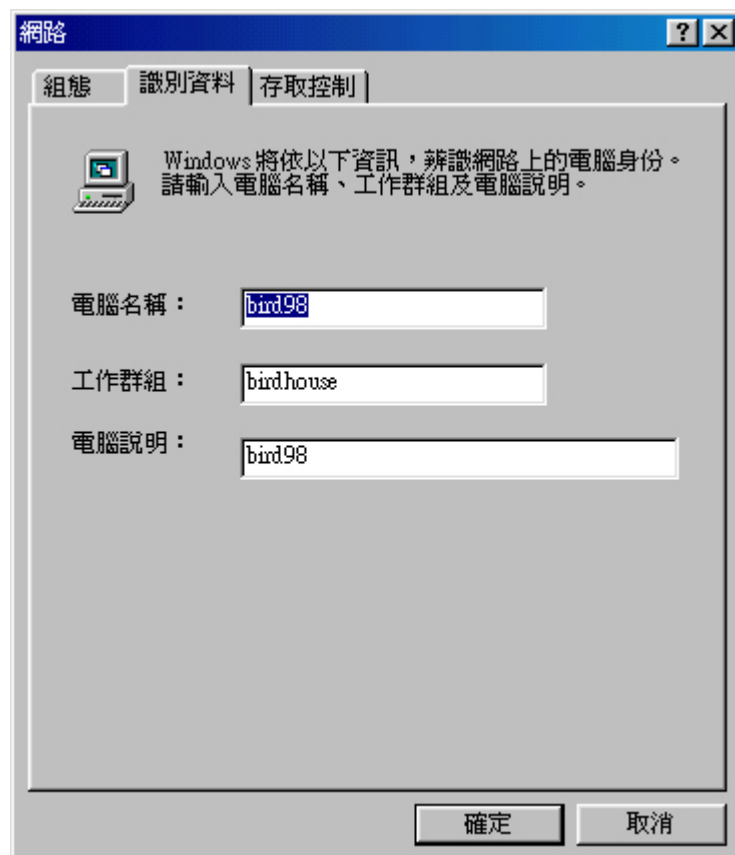 網路
組態 識別資料 存取控制
Windows 將依以下資訊，辨識網路上的電腦身份。
請輸入電腦名稱、工作群組及電腦說明。
電腦名稱： bird98
工作群組： birdhouse
電腦說明： bird98
確定 取消